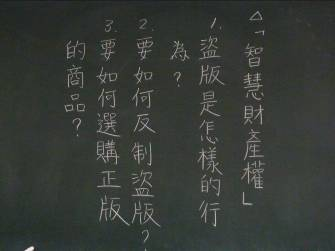 △「智慧財產權」
1.盜版是怎樣的行
為？
2.要如何反制盜版？
3.要如何選購正版
的商品？